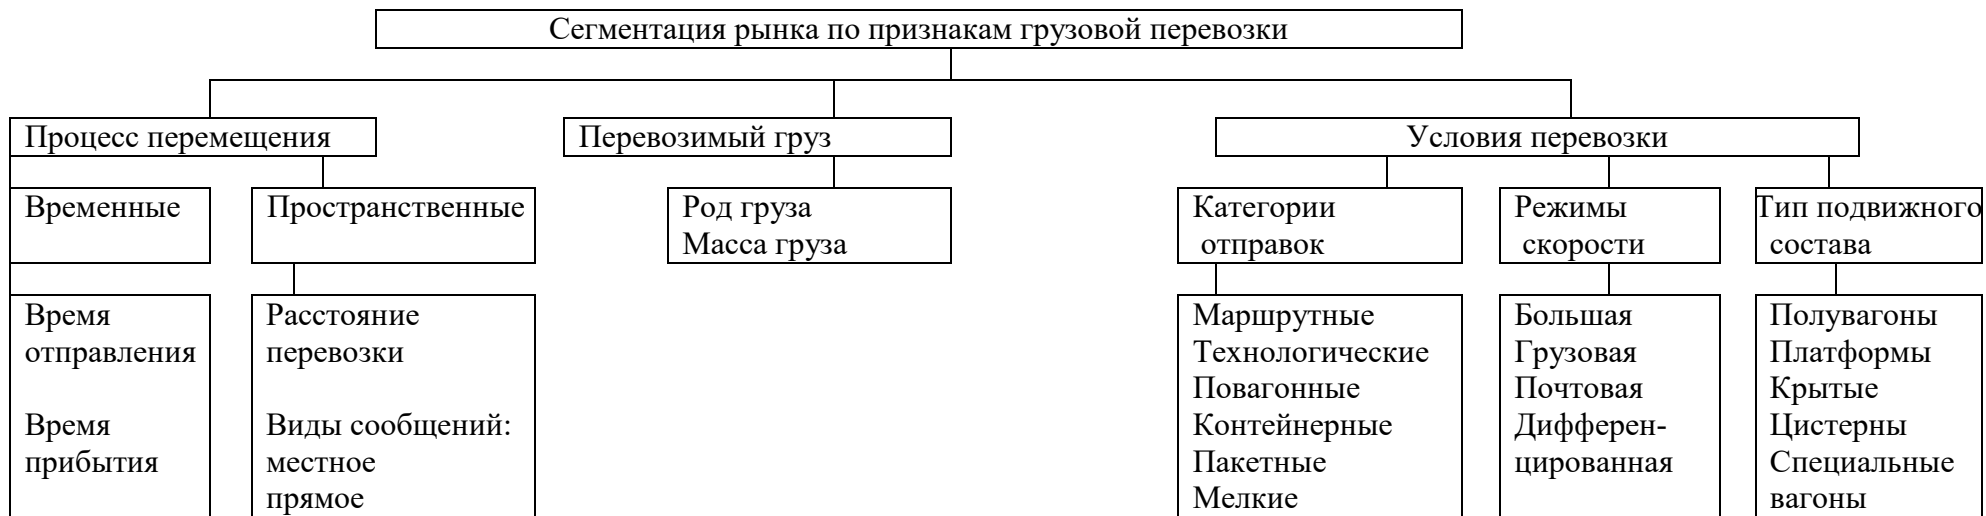 Сегментация рынка по признакам грузовой перевозки
Процесс перемещения
Перевозимый груз
Условия перевозки
Временные
Пространственные
Род груза
Масса груза
Категории
отправок
Режимы
скорости
Тип подвижного
состава
Время
отправления
Время
прибытия
Расстояние
перевозки
Виды сообщений:
местное
прямое
Маршрутные
Технологические
Повагонные
Контейнерные
Пакетные
Мелкие
Большая
Грузовая
Почтовая
Дифферен-
цированная
Полувагоны
Платформы
Крытые
Цистерны
Специальные
вагоны